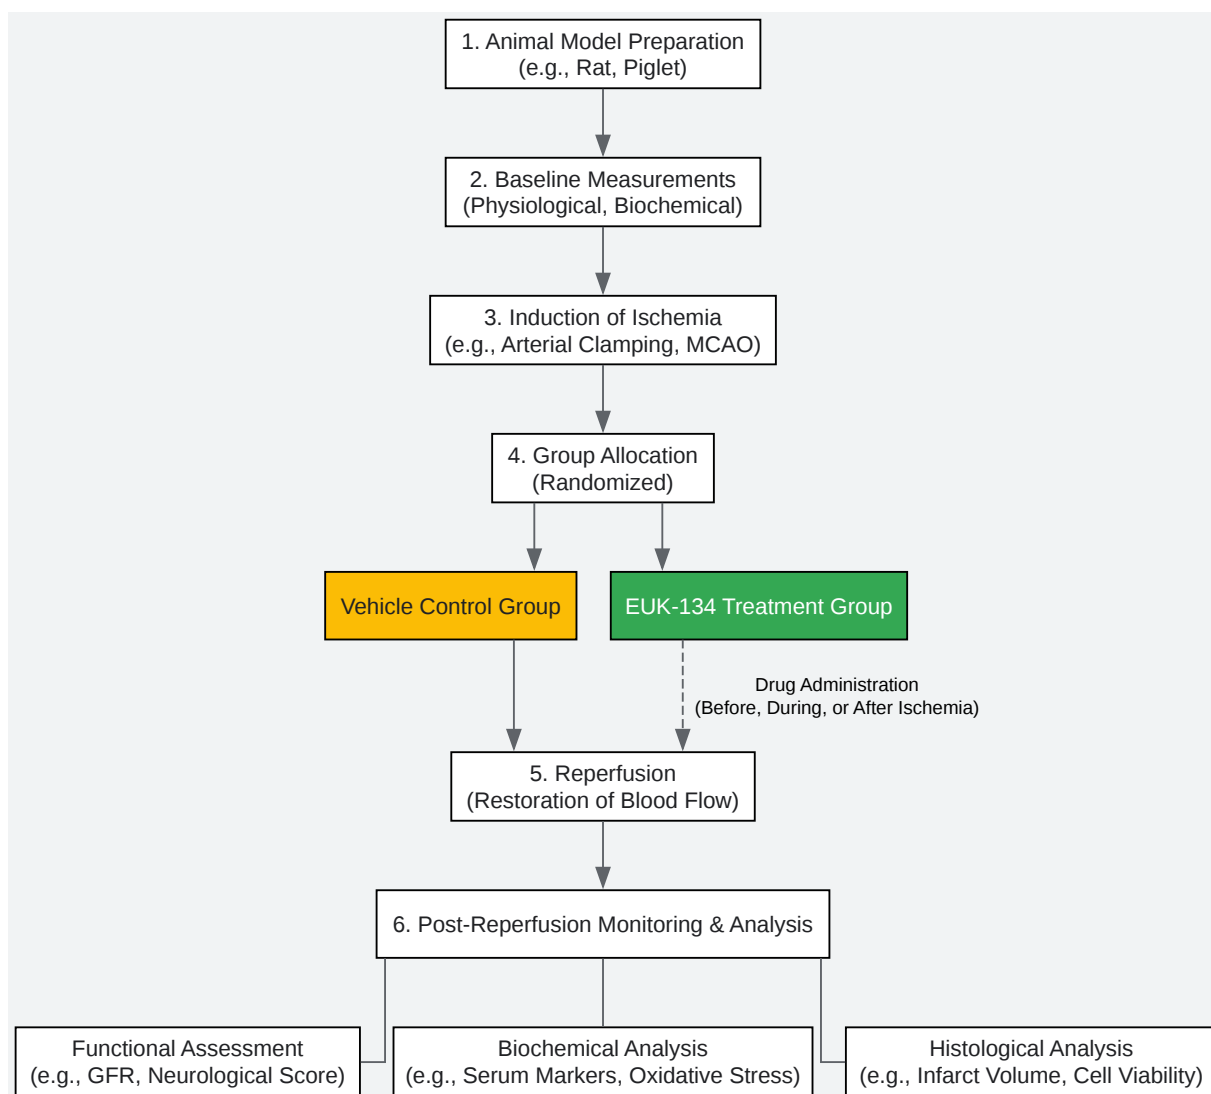 1. Animal Model Preparation
(e.g., Rat, Piglet)
2. Baseline Measurements
(Physiological, Biochemical)
3. Induction of Ischemia
(e.g., Arterial Clamping, MCAO)
4. Group Allocation
(Randomized)
Vehicle Control Group
EUK-134 Treatment Group
Drug Administration
(Before, During, or After Ischemia)
5. Reperfusion
(Restoration of Blood Flow)
6. Post-Reperfusion Monitoring & Analysis
Functional Assessment
(e.g., GFR, Neurological Score)
Biochemical Analysis
(e.g., Serum Markers, Oxidative Stress)
Histological Analysis
(e.g., Infarct Volume, Cell Viability)